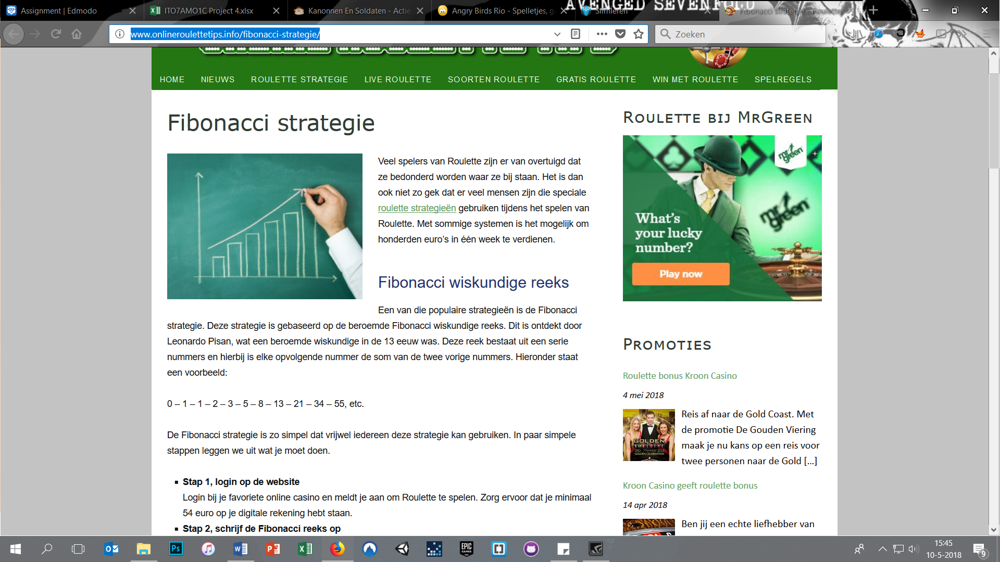 AVENGED SEVENFOLD
Assignment | Edmodo
ITO7AMO1C Project 4.xlsx
Kanonnen En Soldaten - Actie
Angry Birds Rio - Spelletjes, g
Slimleren
Fibonacci strategie - Roulette
www.onlineroulettetips.info/fibonacci-strategie/
Zoeken
HOME NIEUWS ROULETTE STRATEGIE LIVE ROULETTE SOORTEN ROULETTE GRATIS ROULETTE WIN MET ROULETTE SPELREGELS
Fibonacci strategie
Veel spelers van Roulette zijn er van overtuigd dat
ze bedonderd worden waar ze bij staan. Het is dan
ook niet zo gek dat er veel mensen zijn die speciale
roulette strategieën gebruiken tijdens het spelen van
Roulette. Met sommige systemen is het mogelijk om
honderden euro's in één week te verdienen.
Fibonacci wiskundige reeks
Een van die populaire strategieën is de Fibonacci
strategie. Deze strategie is gebaseerd op de beroemde Fibonacci wiskundige reeks. Dit is ontdekt door
Leonardo Pisan, wat een beroemde wiskundige in de 13 eeuw was. Deze reek bestaat uit een serie
nummers en hierbij is elke opvolgende nummer de som van de twee vorige nummers. Hieronder staat
een voorbeeld:
0 – 1 – 1 – 2 – 3 – 5 – 8 – 13 – 21 – 34 – 55, etc.
De Fibonacci strategie is zo simpel dat vrijwel iedereen deze strategie kan gebruiken. In paar simpele
stappen leggen we uit wat je moet doen.
Stap 1, login op de website
Login bij je favoriete online casino en meldt je aan om Roulette te spelen. Zorg ervoor dat je minimaal
54 euro op je digitale rekening hebt staan.
Stap 2, schrijf de Fibonacci reeks op
Roulette bij MrGreen
mr green
mr green
What's
your lucky
number?
Play now
Promoties
Roulette bonus Kroon Casino
4 mei 2018
GOLDEN
ROULETTE
3RD - 7TH MAY 2018
GOLDEN CELEBRATION
Reis af naar de Gold Coast. Met
de promotie De Gouden Viering
maak je nu kans op een reis voor
twee personen naar de Gold [...]
Kroon Casino geeft roulette bonus
14 apr 2018
Ben jij een echte liefhebber van
Ps
EPIC
GAMES
15:45
10-5-2018
9